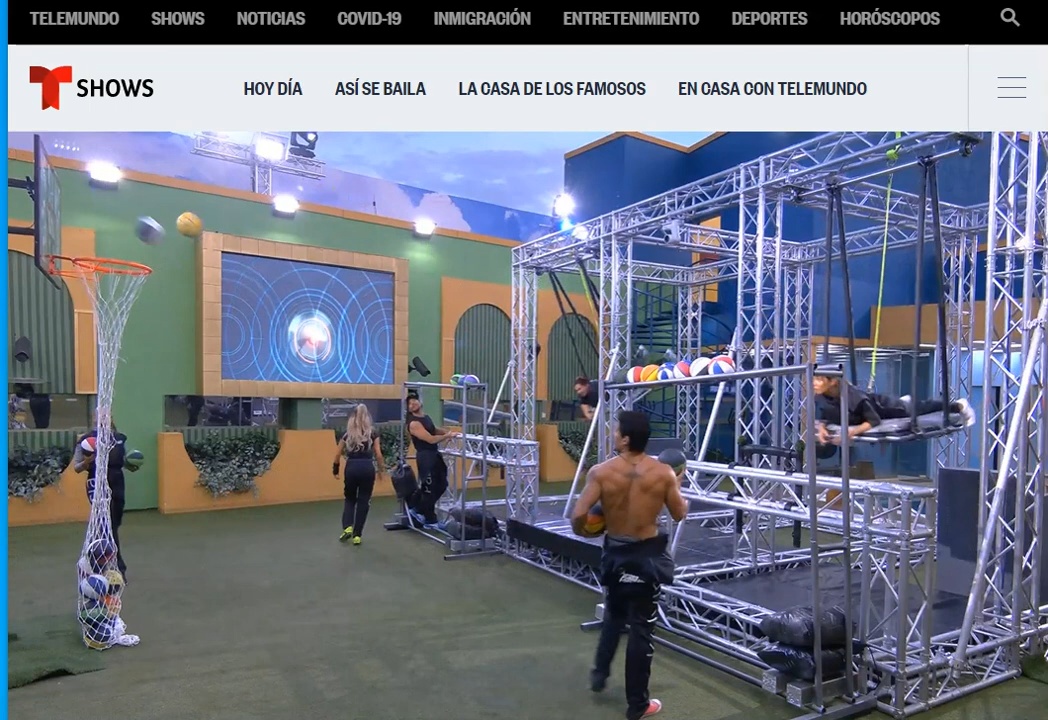 TELEMUNDO SHOWS NOTICIAS COVID-19 INMIGRACIÓN ENTRETENIMIENTO DEPORTES HORÓSCOPOS
SHOWS HOY DÍA ASÍ SE BAILA LA CASA DE LOS FAMOSOS EN CASA CON TELEMUNDO